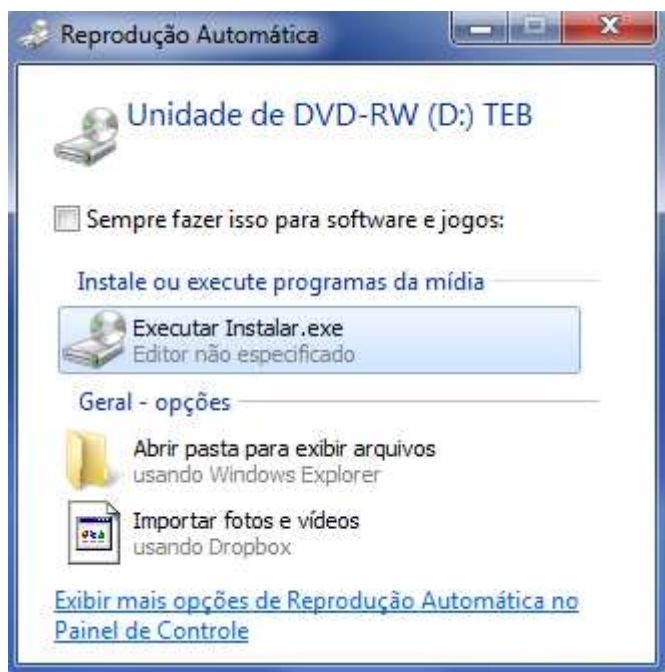 Reprodução Automática
Unidade de DVD-RW (D:) TEB
Sempre fazer isso para software e jogos:
Instale ou execute programas da mídia
Executar Instalar.exe
Editor não especificado
Geral - opções
Abrir pasta para exibir arquivos
usando Windows Explorer
Importar fotos e vídeos
usando Dropbox
Exibir mais opções de Reprodução Automática no
Painel de Controle